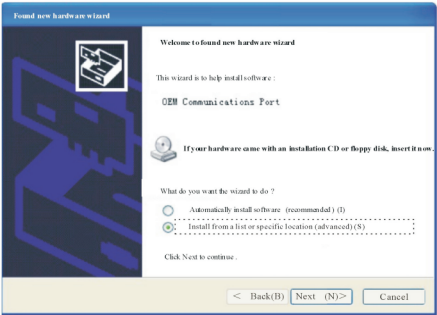 Found new hardware wizard
Welcome to found new hardware wizard
This wizard is to help install software :
OEM Communications Port
If your hardware came with an installation CD or floppy disk, insert it now.
What do you want the wizard to do ?
Automatically install software (recommended) (I)
Install from a list or specific location (advanced) (S)
Click Next to continue .
< Back(B) Next (N)> Cancel